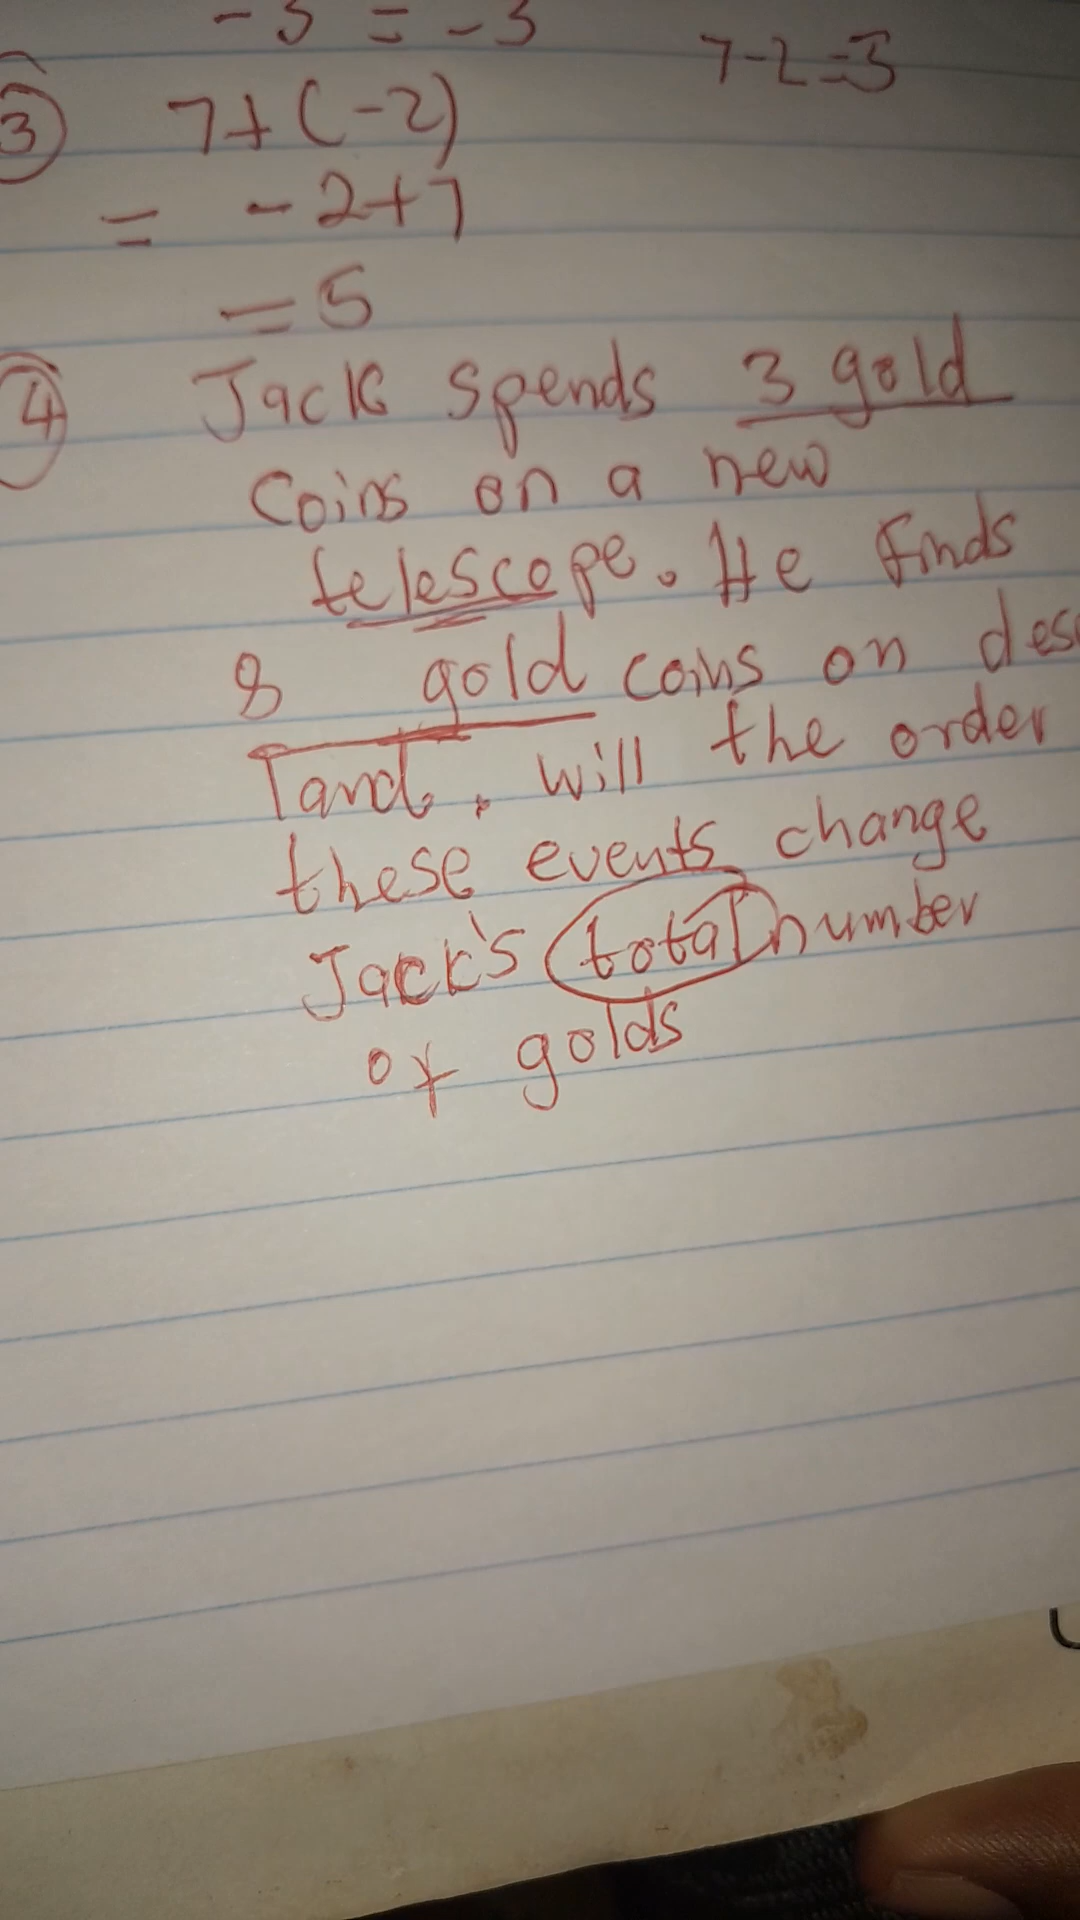 -3 = -3
7-2=5
③ 7+(-2)
= -2+7
=5
④ Jack spends 3 gold
coins on a new
telescope. He finds
8 gold coins on des
land. will the order
these events change
Jack's total number
of golds